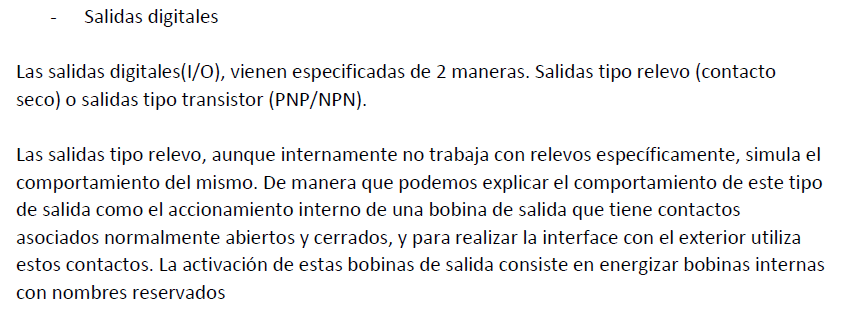 - Salidas digitales
Las salidas digitales(I/O), vienen especificadas de 2 maneras. Salidas tipo relevo (contacto
seco) o salidas tipo transistor (PNP/NPN).
Las salidas tipo relevo, aunque internamente no trabaja con relevos específicamente, simula el
comportamiento del mismo. De manera que podemos explicar el comportamiento de este tipo
de salida como el accionamiento interno de una bobina de salida que tiene contactos
asociados normalmente abiertos y cerrados, y para realizar la interface con el exterior utiliza
estos contactos. La activación de estas bobinas de salida consiste en energizar bobinas internas
con nombres reservados